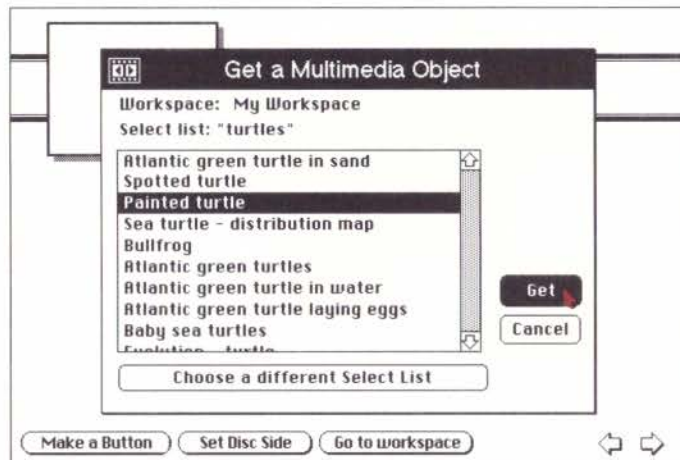 Get a Multimedia Object
Workspace: My Workspace
Select list: "turtles"
Atlantic green turtle in sand
Spotted turtle
Painted turtle
Sea turtle - distribution map
Bullfrog
Atlantic green turtles
Atlantic green turtle in water
Atlantic green turtle laying eggs
Baby sea turtles
Evolution - turtle
Get
Cancel
Choose a different Select List
Make a Button
Set Disc Side
Go to workspace